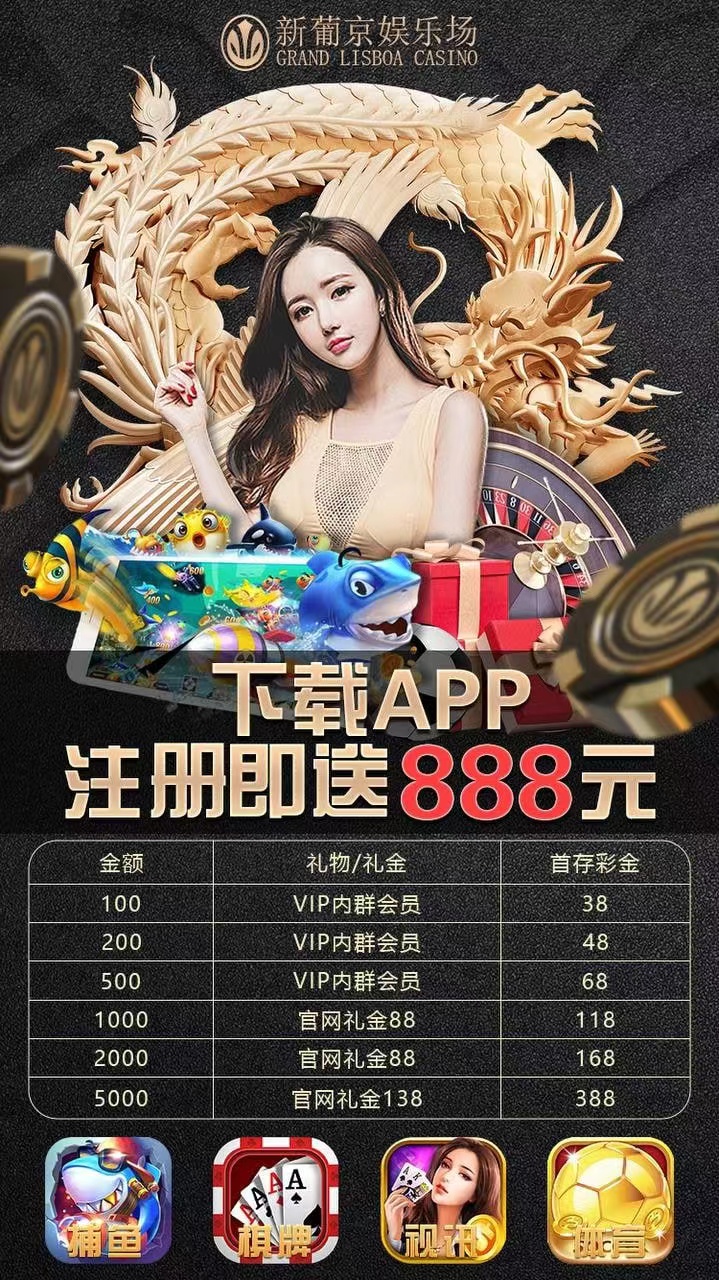 新葡京娱乐场
GRAND LISBOA CASINO
下载APP
注册即送888元
金额 礼物/礼金 首存彩金
100 VIP内群会员 38
200 VIP内群会员 48
500 VIP内群会员 68
1000 官网礼金88 118
2000 官网礼金88 168
5000 官网礼金138 388
捕鱼 棋牌 视讯 体育